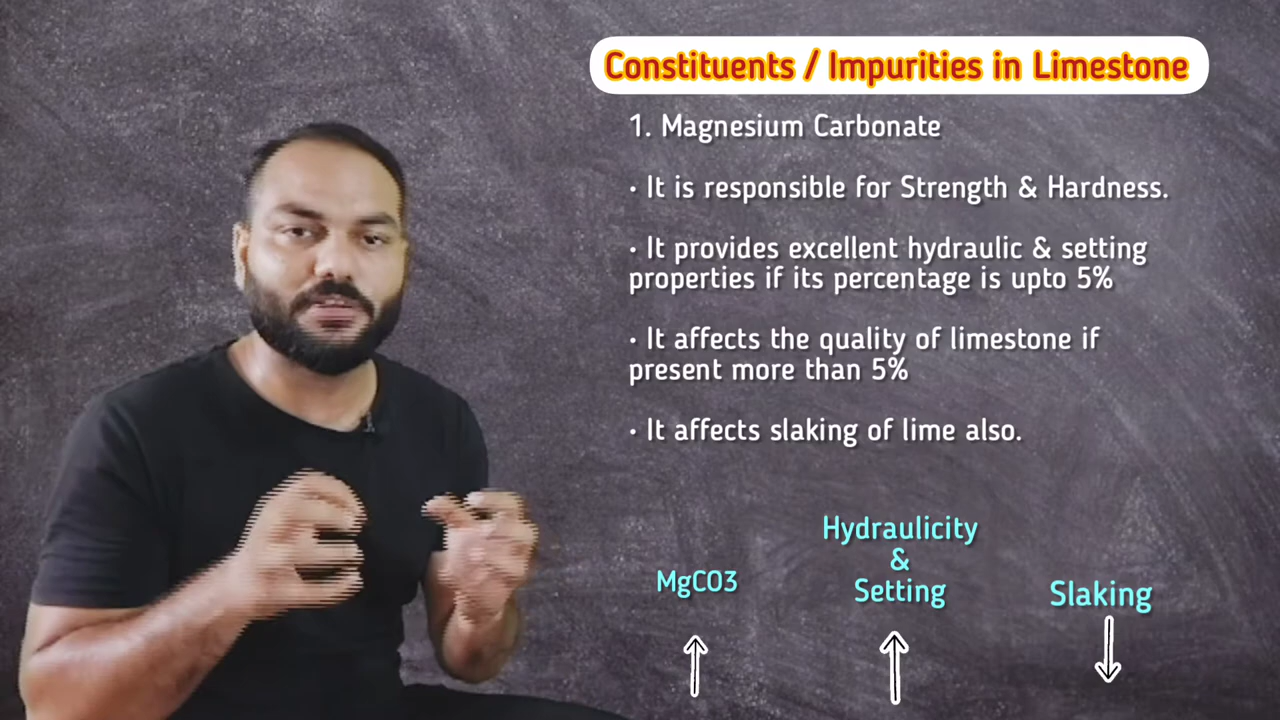 Constituents / Impurities in Limestone
1. Magnesium Carbonate
• It is responsible for Strength & Hardness.
• It provides excellent hydraulic & setting
properties if its percentage is upto 5%
• It affects the quality of limestone if
present more than 5%
• It affects slaking of lime also.
Hydraulicity
&
Setting
MgCO3
Slaking